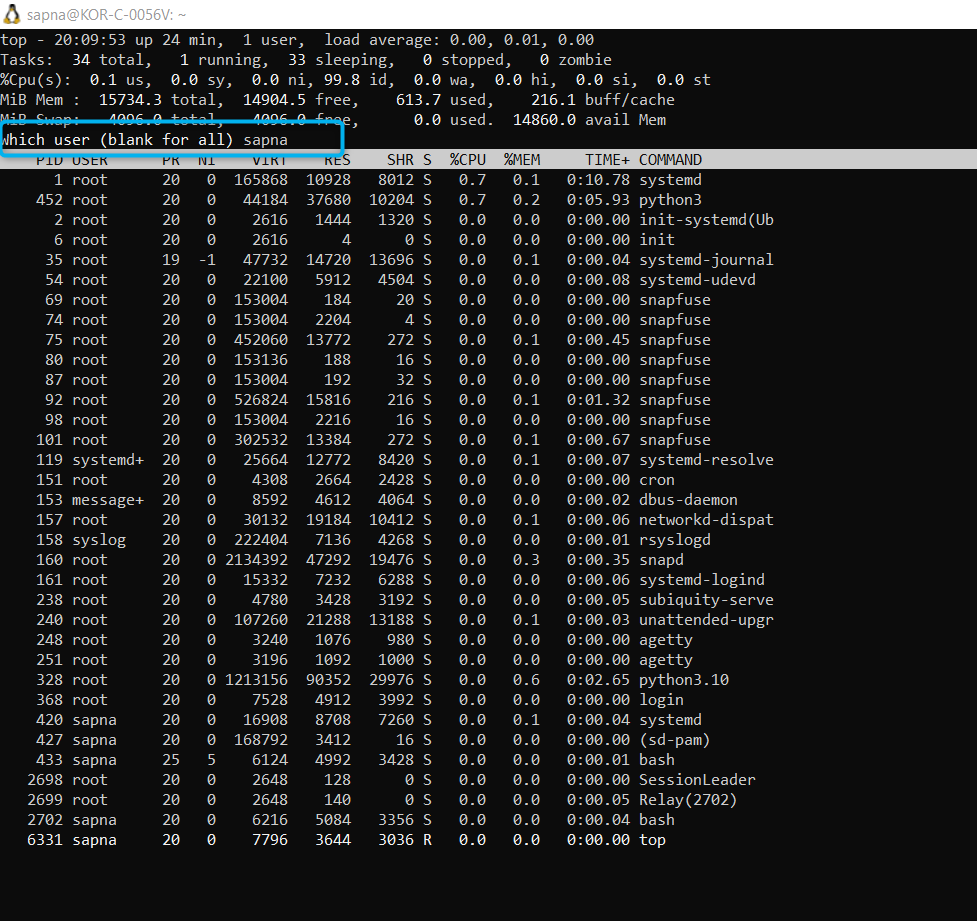 sapna@KOR-C-0056V: ~
top - 20:09:53 up 24 min,  1 user,  load average: 0.00, 0.01, 0.00
Tasks:  34 total,   1 running,  33 sleeping,   0 stopped,   0 zombie
%Cpu(s):  0.1 us,  0.0 sy,  0.0 ni, 99.8 id,  0.0 wa,  0.0 hi,  0.0 si,  0.0 st
MiB Mem :  15734.3 total,  14904.5 free,    613.7 used,    216.1 buff/cache
MiB Swap:   4096.0 total,   4096.0 free,      0.0 used.  14860.0 avail Mem
Which user (blank for all) sapna
PID USER PR NI VIRT RES SHR S %CPU %MEM TIME+ COMMAND
1 root 20 0 165868 10928 8012 S 0.7 0.1 0:10.78 systemd
452 root 20 0 44184 37680 10204 S 0.7 0.2 0:05.93 python3
2 root 20 0 2616 1444 1320 S 0.0 0.0 0:00.00 init-systemd(Ub
6 root 20 0 2616 4 0 S 0.0 0.0 0:00.00 init
35 root 19 -1 47732 14720 13696 S 0.0 0.1 0:00.04 systemd-journal
54 root 20 0 22100 5912 4504 S 0.0 0.0 0:00.08 systemd-udevd
69 root 20 0 153004 184 20 S 0.0 0.0 0:00.00 snapfuse
74 root 20 0 153004 2204 4 S 0.0 0.0 0:00.00 snapfuse
75 root 20 0 452060 13772 272 S 0.0 0.1 0:00.45 snapfuse
80 root 20 0 153136 188 16 S 0.0 0.0 0:00.00 snapfuse
87 root 20 0 153004 192 32 S 0.0 0.0 0:00.00 snapfuse
92 root 20 0 526824 15816 216 S 0.0 0.1 0:01.32 snapfuse
98 root 20 0 153004 2216 16 S 0.0 0.0 0:00.00 snapfuse
101 root 20 0 302532 13384 272 S 0.0 0.1 0:00.67 snapfuse
119 systemd+ 20 0 25664 12772 8420 S 0.0 0.1 0:00.07 systemd-resolve
151 root 20 0 4308 2664 2428 S 0.0 0.0 0:00.00 cron
153 message+ 20 0 8592 4612 4064 S 0.0 0.0 0:00.02 dbus-daemon
157 root 20 0 30132 19184 10412 S 0.0 0.1 0:00.06 networkd-dispat
158 syslog 20 0 222404 7136 4268 S 0.0 0.0 0:00.01 rsyslogd
160 root 20 0 2134392 47292 19476 S 0.0 0.3 0:00.35 snapd
161 root 20 0 15332 7232 6288 S 0.0 0.0 0:00.06 systemd-logind
238 root 20 0 4780 3428 3192 S 0.0 0.0 0:00.05 subiquity-serve
240 root 20 0 107260 21288 13188 S 0.0 0.1 0:00.03 unattended-upgr
248 root 20 0 3240 1076 980 S 0.0 0.0 0:00.00 agetty
251 root 20 0 3196 1092 1000 S 0.0 0.0 0:00.00 agetty
328 root 20 0 1213156 90352 29976 S 0.0 0.6 0:02.65 python3.10
368 root 20 0 7528 4912 3992 S 0.0 0.0 0:00.00 login
420 sapna 20 0 16908 8708 7260 S 0.0 0.1 0:00.04 systemd
427 sapna 20 0 168792 3412 16 S 0.0 0.0 0:00.00 (sd-pam)
433 sapna 25 5 6124 4992 3428 S 0.0 0.0 0:00.01 bash
2698 root 20 0 2648 128 0 S 0.0 0.0 0:00.00 SessionLeader
2699 root 20 0 2648 140 0 S 0.0 0.0 0:00.05 Relay(2702)
2702 sapna 20 0 6216 5084 3356 S 0.0 0.0 0:00.04 bash
6331 sapna 20 0 7796 3644 3036 R 0.0 0.0 0:00.00 top